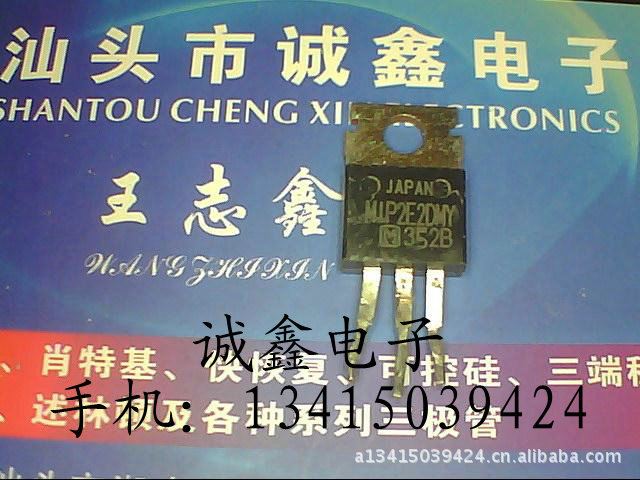 汕头市诚鑫电子
SHANTOU CHENG XIN ELECTRONICS
王志鑫
WANGZHIXIN
JAPAN
MIP2E2DMY
M 352B
诚鑫电子
、肖特基、快恢复、可控硅、三端
手机：13415039424
及各种系列三极管
a13415039424.cn.alibaba.com